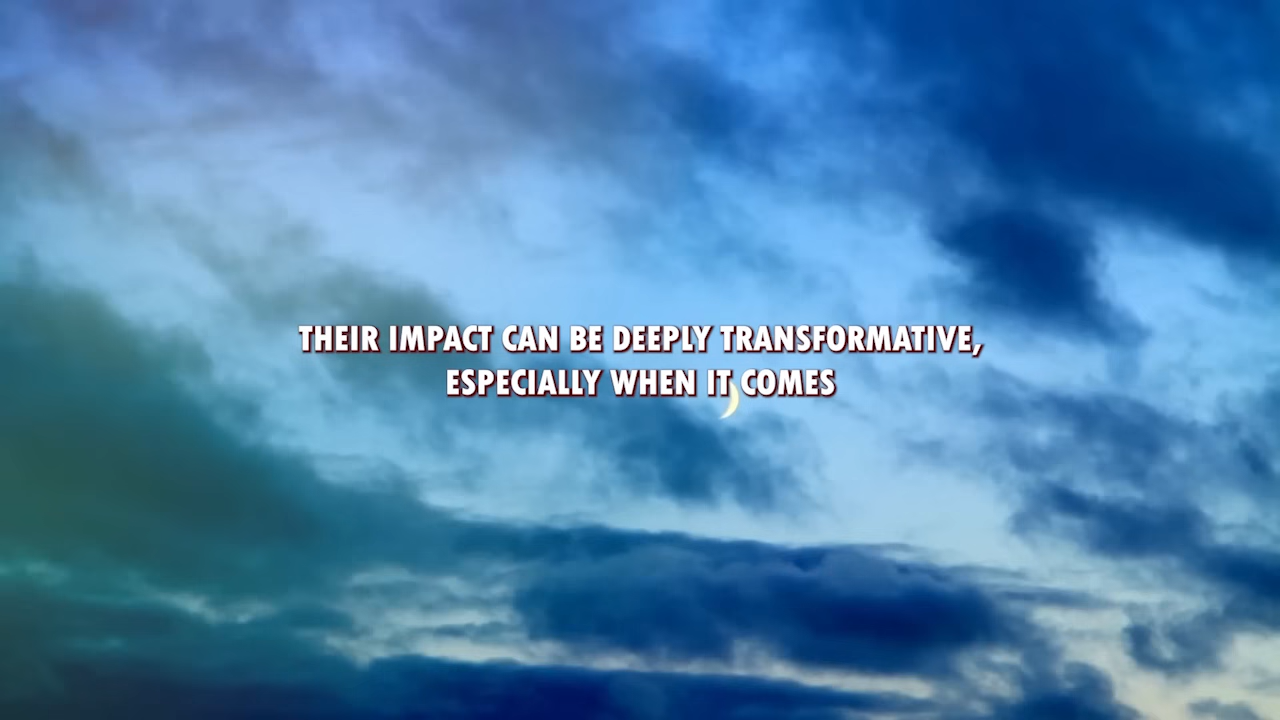 THEIR IMPACT CAN BE DEEPLY TRANSFORMATIVE,
ESPECIALLY WHEN IT COMES